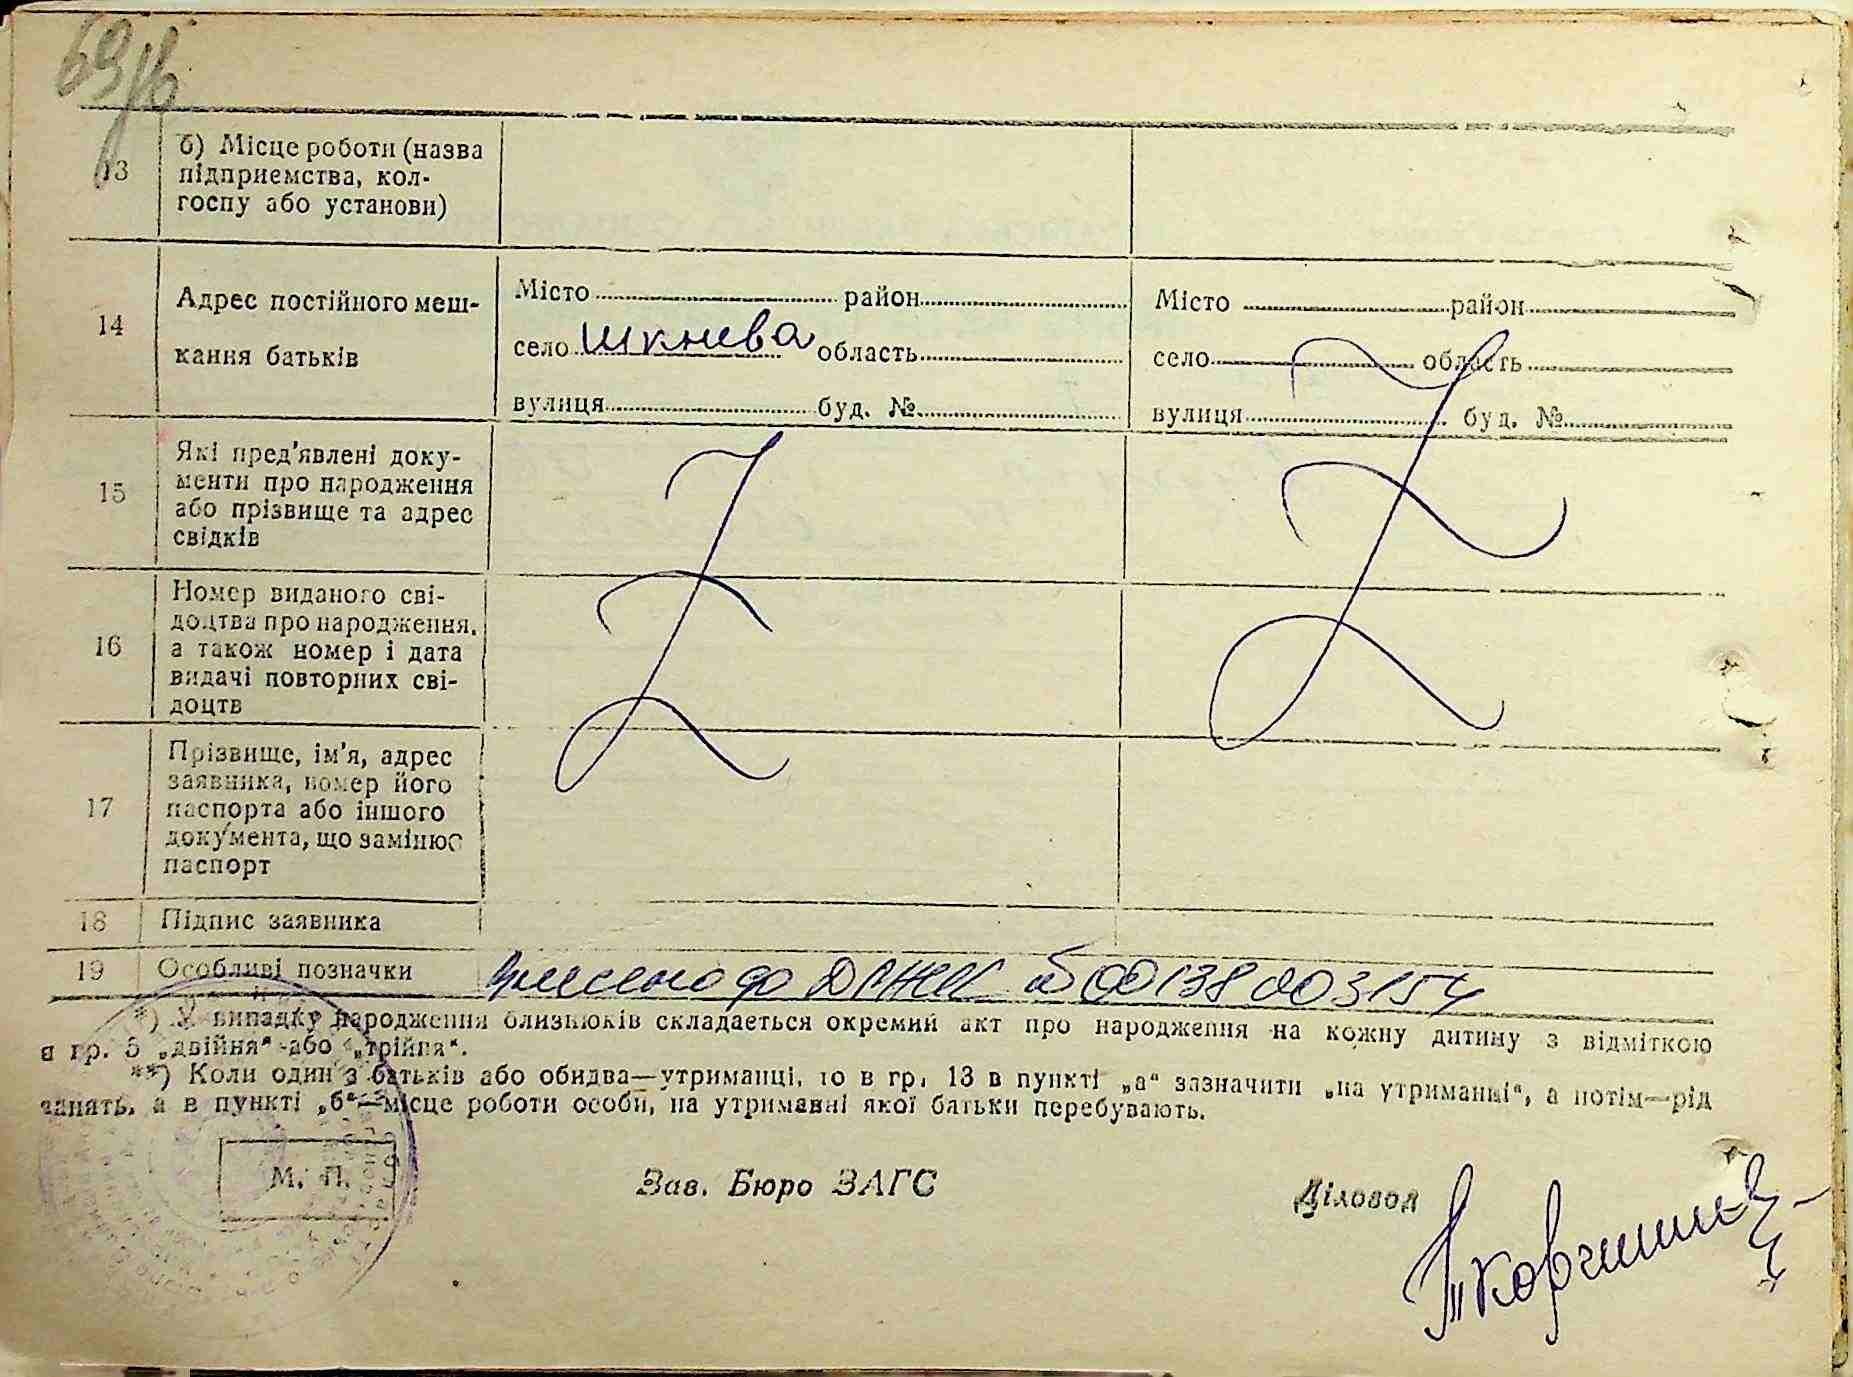 69зв
13
б) Місце роботи (назва
підприемства, кол-
госпу або установи)
14
Адрес постійного меш-
кання батьків
Місто район
село Шкнева область
вулиця буд. №
Місто район
село область
вулиця буд. №
15
Які пред'явлені доку-
менти про народження
або прізвище та адрес
свідків
16
Номер виданого сві-
доцтва про народження,
а також номер і дата
видачі повторних сві-
доцтв
17
Прізвище, ім'я, адрес
заявника, номер його
паспорта або іншого
документа, що замінює
паспорт
18
Підпис заявника
19
Особливі позначки
Внесено до 00138003154
*) У випадку народження близнюків складається окремий акт про народження на кожну дитину з відміткою
в гр. 5 „двійня" або „трійня".
**) Коли один з батьків або обидва—утриманці, то в гр. 13 в пункті „а" зазначити „на утриманні", а потім—рід
занять, а в пункті „б"—місце роботи особи, на утриманні якої батьки перебувають.
М. П.
Зав. Бюро ЗАГС
Діловод